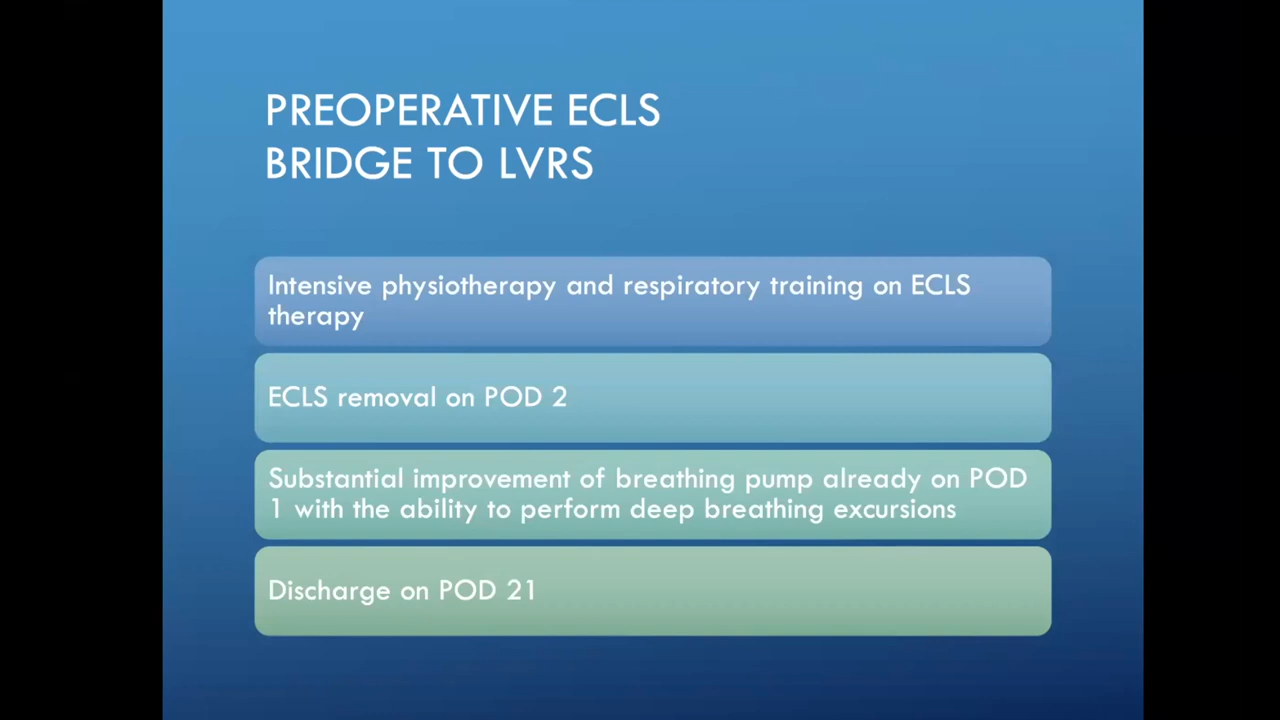 PREOPERATIVE ECLS
BRIDGE TO LVRS
Intensive physiotherapy and respiratory training on ECLS
therapy
ECLS removal on POD 2
Substantial improvement of breathing pump already on POD
1 with the ability to perform deep breathing excursions
Discharge on POD 21